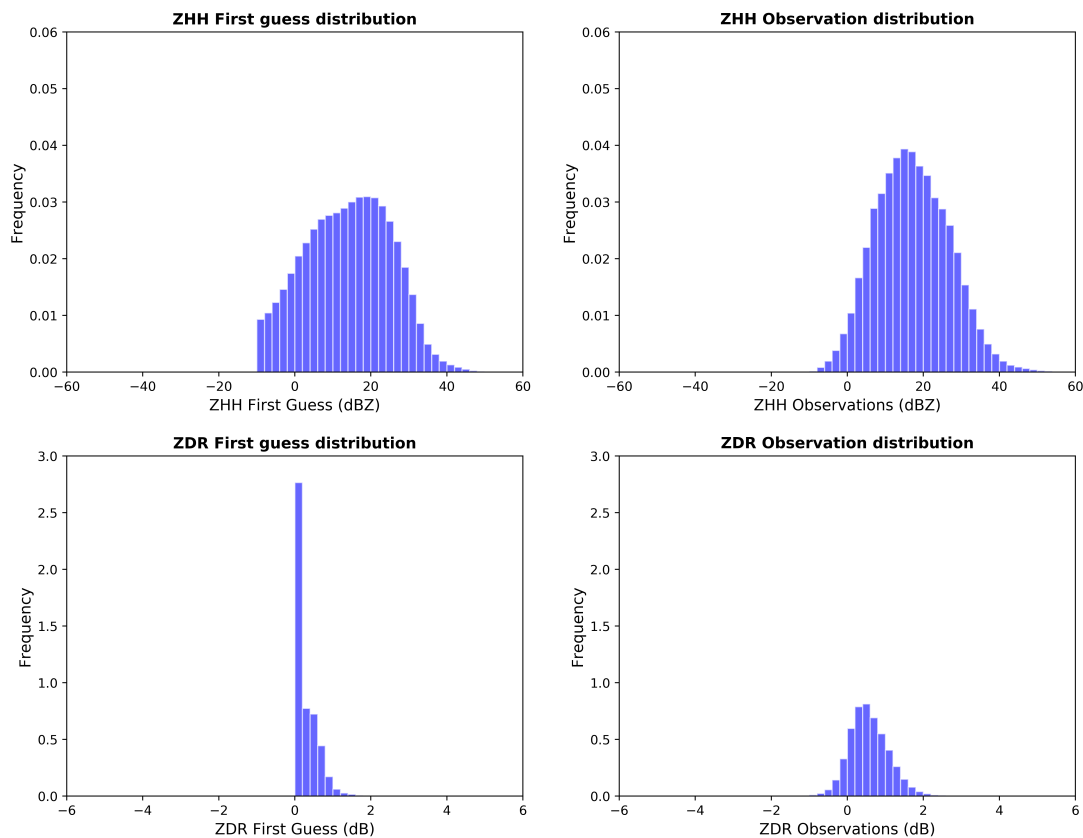 ZHH First guess distribution
0.06
0.05
0.04
0.03
0.02
0.01
0.00
Frequency
−60 −40 −20 0 20 40 60
ZHH First Guess (dBZ)
ZHH Observation distribution
0.06
0.05
0.04
0.03
0.02
0.01
0.00
Frequency
−60 −40 −20 0 20 40 60
ZHH Observations (dBZ)
ZDR First guess distribution
3.0
2.5
2.0
1.5
1.0
0.5
0.0
Frequency
−6 −4 −2 0 2 4 6
ZDR First Guess (dB)
ZDR Observation distribution
3.0
2.5
2.0
1.5
1.0
0.5
0.0
Frequency
−6 −4 −2 0 2 4 6
ZDR Observations (dB)